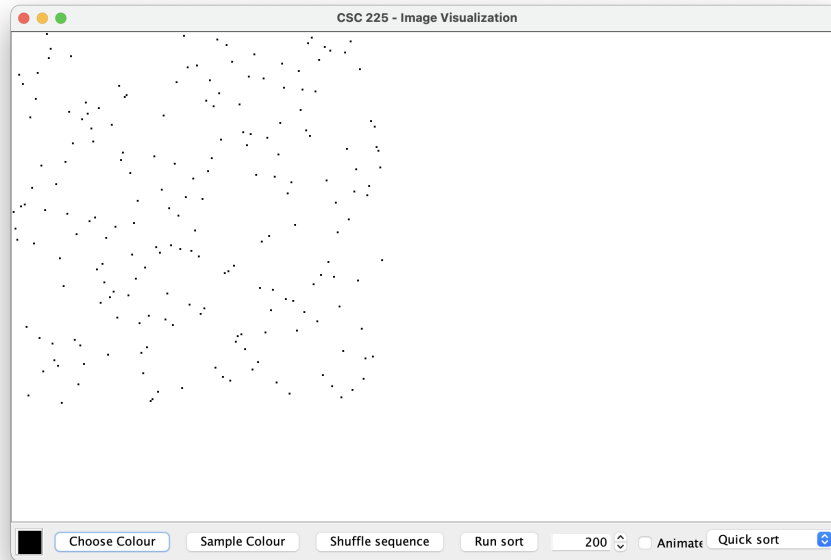 CSC 225 - Image Visualization
Choose Colour Sample Colour Shuffle sequence Run sort 200 Animate Quick sort